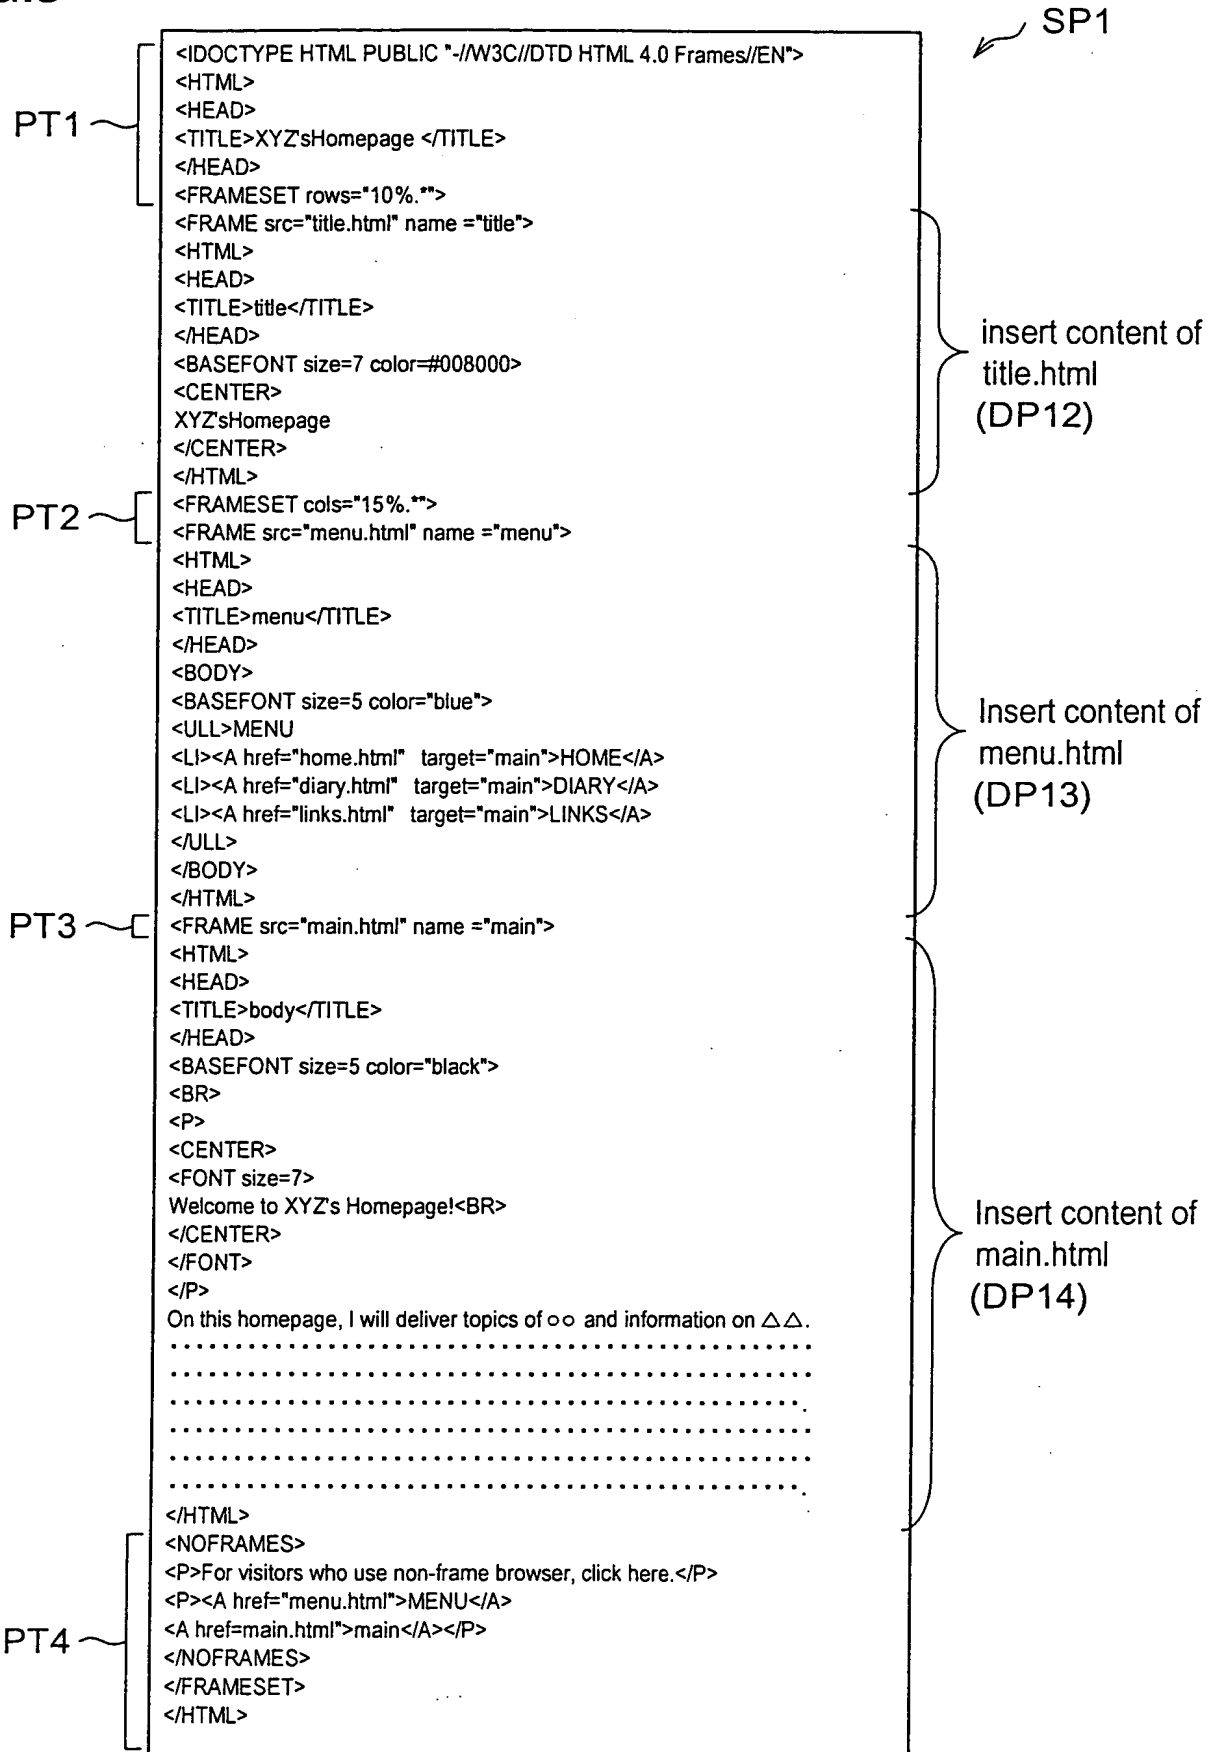 SP1
<IDOCTYPE HTML PUBLIC "-//W3C//DTD HTML 4.0 Frames//EN">
<HTML>
<HEAD>
PT1
<TITLE>XYZ'sHomepage </TITLE>
</HEAD>
<FRAMESET rows="10%.*">
<FRAME src="title.html" name ="title">
<HTML>
<HEAD>
<TITLE>title</TITLE>
</HEAD>
<BASEFONT size=7 color=#008000>
<CENTER>
XYZ'sHomepage
</CENTER>
</HTML>
insert content of
title.html
(DP12)
PT2
<FRAMESET cols="15%.*">
<FRAME src="menu.html" name ="menu">
<HTML>
<HEAD>
<TITLE>menu</TITLE>
</HEAD>
<BODY>
<BASEFONT size=5 color="blue">
<ULL>MENU
<LI><A href="home.html" target="main">HOME</A>
<LI><A href="diary.html" target="main">DIARY</A>
<LI><A href="links.html" target="main">LINKS</A>
</ULL>
</BODY>
</HTML>
Insert content of
menu.html
(DP13)
PT3
<FRAME src="main.html" name ="main">
<HTML>
<HEAD>
<TITLE>body</TITLE>
</HEAD>
<BASEFONT size=5 color="black">
<BR>
<P>
<CENTER>
<FONT size=7>
Welcome to XYZ's Homepage!<BR>
</CENTER>
</FONT>
</P>
On this homepage, I will deliver topics of ○○ and information on △△.
</HTML>
Insert content of
main.html
(DP14)
PT4
<NOFRAMES>
<P>For visitors who use non-frame browser, click here.</P>
<P><A href="menu.html">MENU</A>
<A href=main.html">main</A></P>
</NOFRAMES>
</FRAMESET>
</HTML>